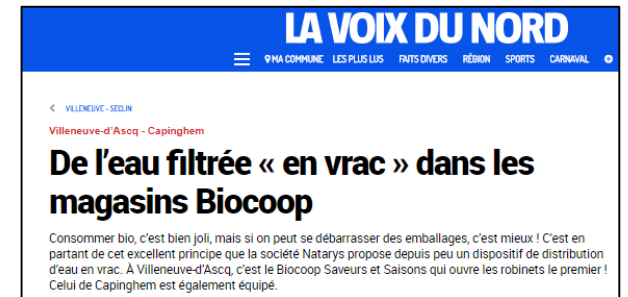 LA VOIX DU NORD
MA COMMUNE LES PLUS LUS FAITS DIVERS RÉGION SPORTS CARNAVAL
< VILLENEUVE - SECLIN
Villeneuve-d'Ascq - Capinghem
De l'eau filtrée « en vrac » dans les
magasins Biocoop
Consommer bio, c'est bien joli, mais si on peut se débarrasser des emballages, c'est mieux ! C'est en
partant de cet excellent principe que la société Natarys propose depuis peu un dispositif de distribution
d'eau en vrac. À Villeneuve-d'Ascq, c'est le Biocoop Saveurs et Saisons qui ouvre les robinets le premier !
Celui de Capinghem est également équipé.